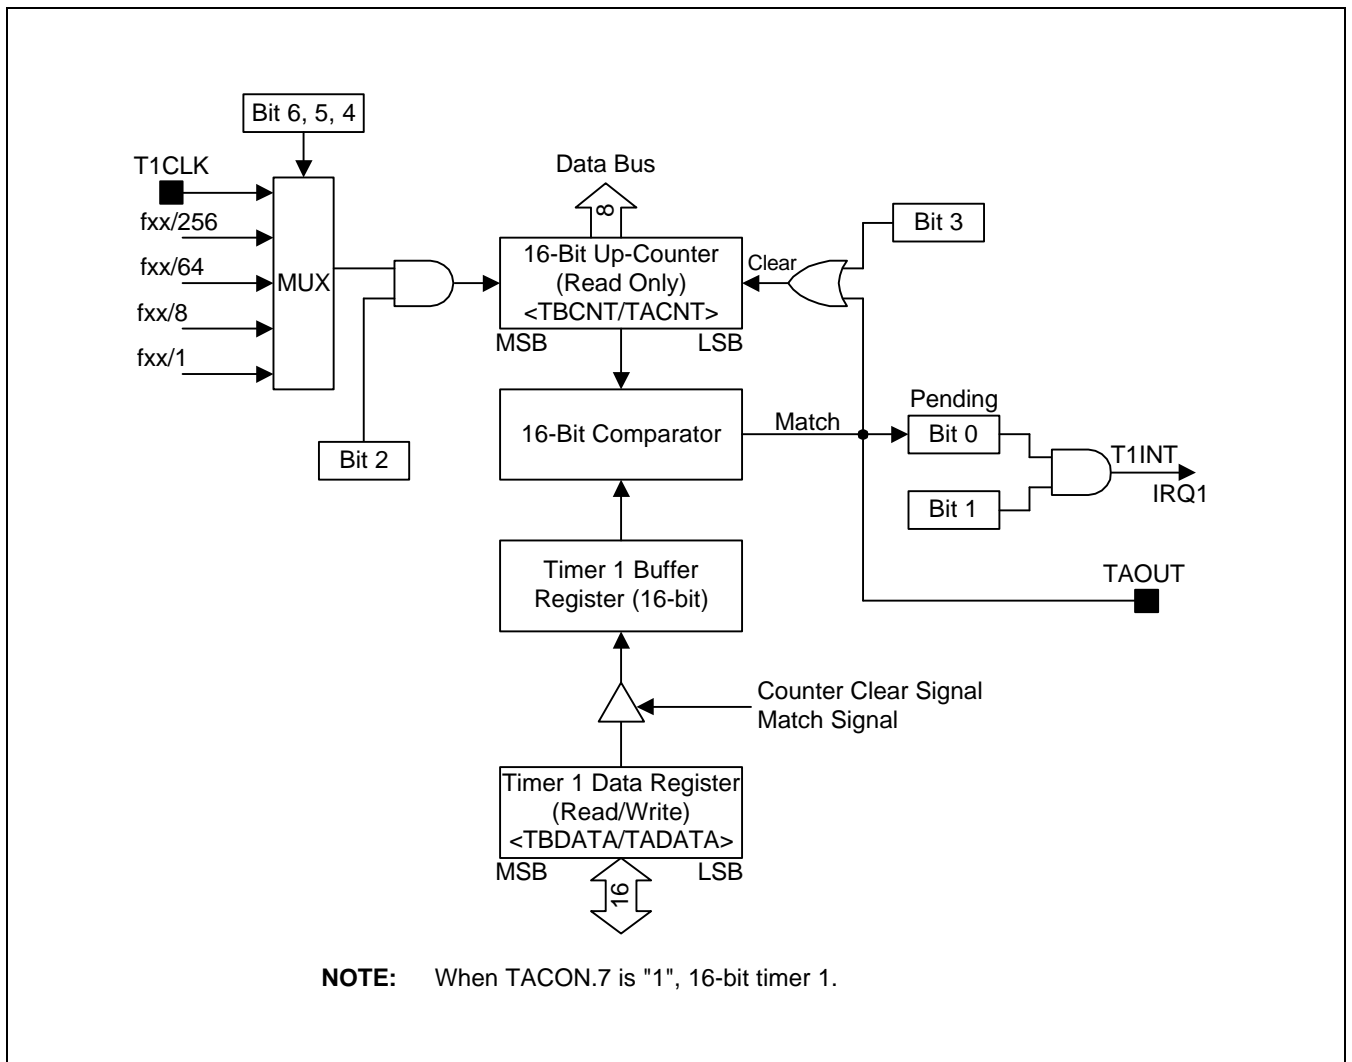 Bit 6, 5, 4
T1CLK
fxx/256
fxx/64
fxx/8
fxx/1
MUX
Bit 2
Data Bus
8
16-Bit Up-Counter
(Read Only)
<TBCNT/TACNT>
MSB LSB
Clear
Bit 3
16-Bit Comparator
Match
Pending
Bit 0
Bit 1
T1INT
IRQ1
TAOUT
Timer 1 Buffer
Register (16-bit)
Counter Clear Signal
Match Signal
Timer 1 Data Register
(Read/Write)
<TBDATA/TADATA>
MSB LSB
16
NOTE: When TACON.7 is "1", 16-bit timer 1.